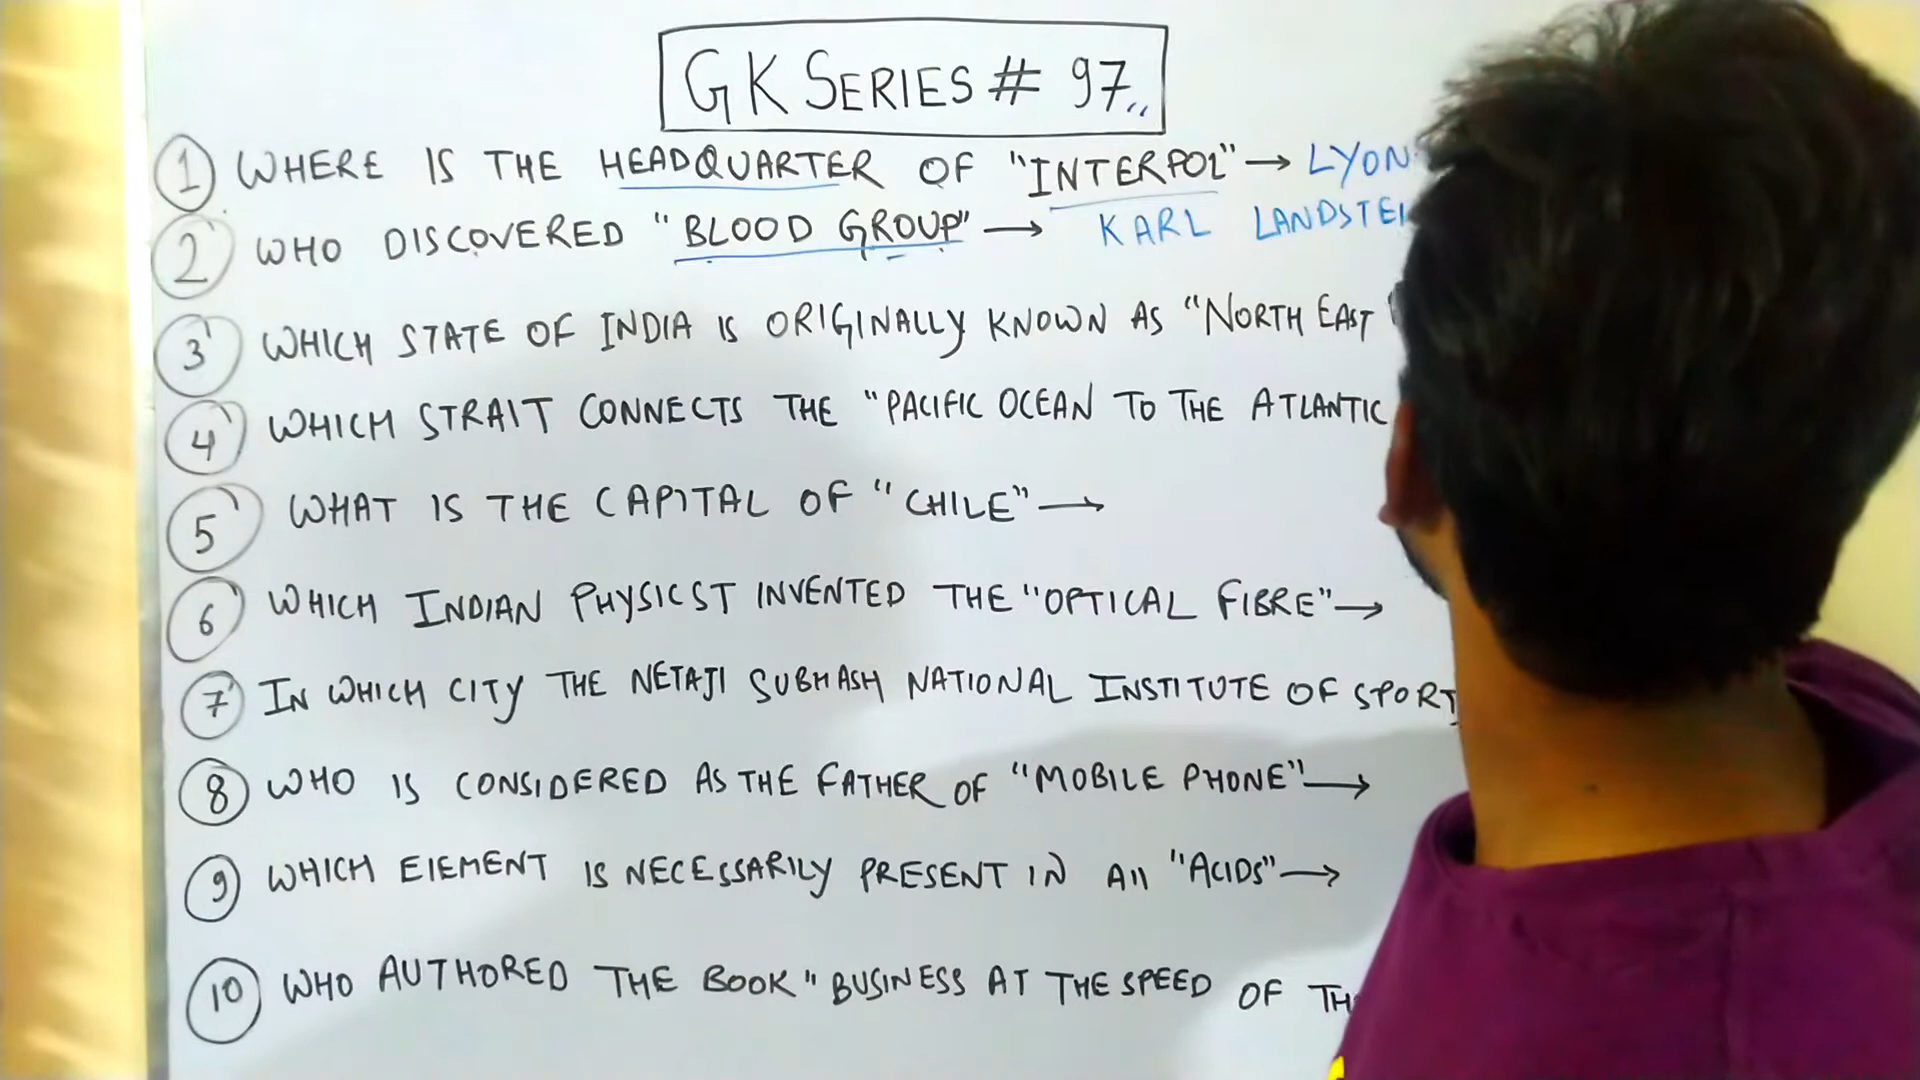 GK SERIES # 97..
1 WHERE IS THE HEADQUARTER OF "INTERPOL" → LYON
2 WHO DISCOVERED "BLOOD GROUP" → KARL LANDSTEI
3 WHICH STATE OF INDIA IS ORIGINALLY KNOWN AS "NORTH EAST
4 WHICH STRAIT CONNECTS THE "PACIFIC OCEAN TO THE ATLANTIC
5 WHAT IS THE CAPITAL OF "CHILE" →
6 WHICH INDIAN PHYSICST INVENTED THE "OPTICAL FIBRE" →
7 IN WHICH CITY THE NETAJI SUBHASH NATIONAL INSTITUTE OF SPORT
8 WHO IS CONSIDERED AS THE FATHER OF "MOBILE PHONE" →
9 WHICH ElEMENT IS NECESSARILY PRESENT IN All "ACIDS" →
10 WHO AUTHORED THE BOOK "BUSINESS AT THE SPEED OF TH